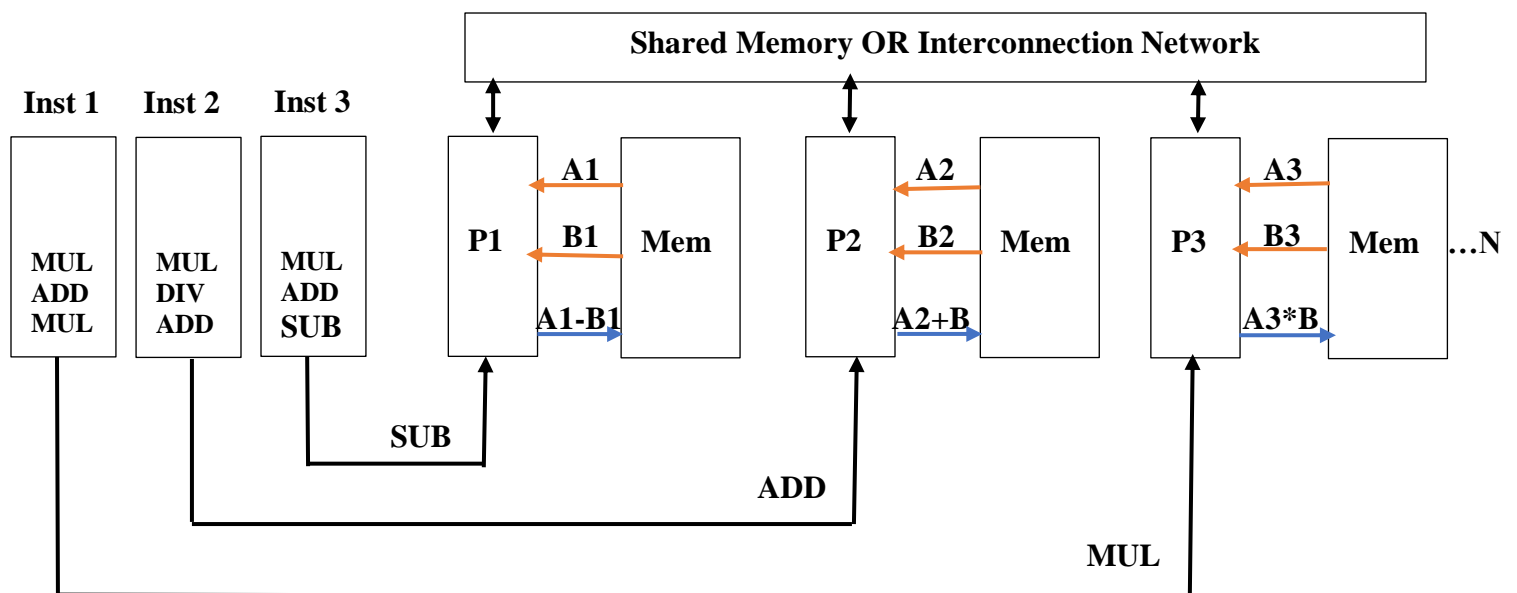 Shared Memory OR Interconnection Network
Inst 1
Inst 2
Inst 3
MUL
ADD
MUL
MUL
DIV
ADD
MUL
ADD
SUB
P1
A1
B1
A1-B1
Mem
P2
A2
B2
A2+B
Mem
P3
A3
B3
A3*B
Mem
...N
SUB
ADD
MUL